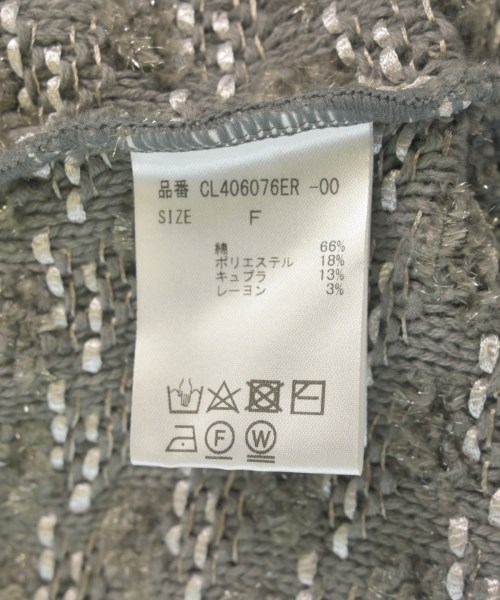 品番 CL406076ER -00
SIZE F
綿 66%
ポリエステル 18%
キュプラ 13%
レーヨン 3%
F W